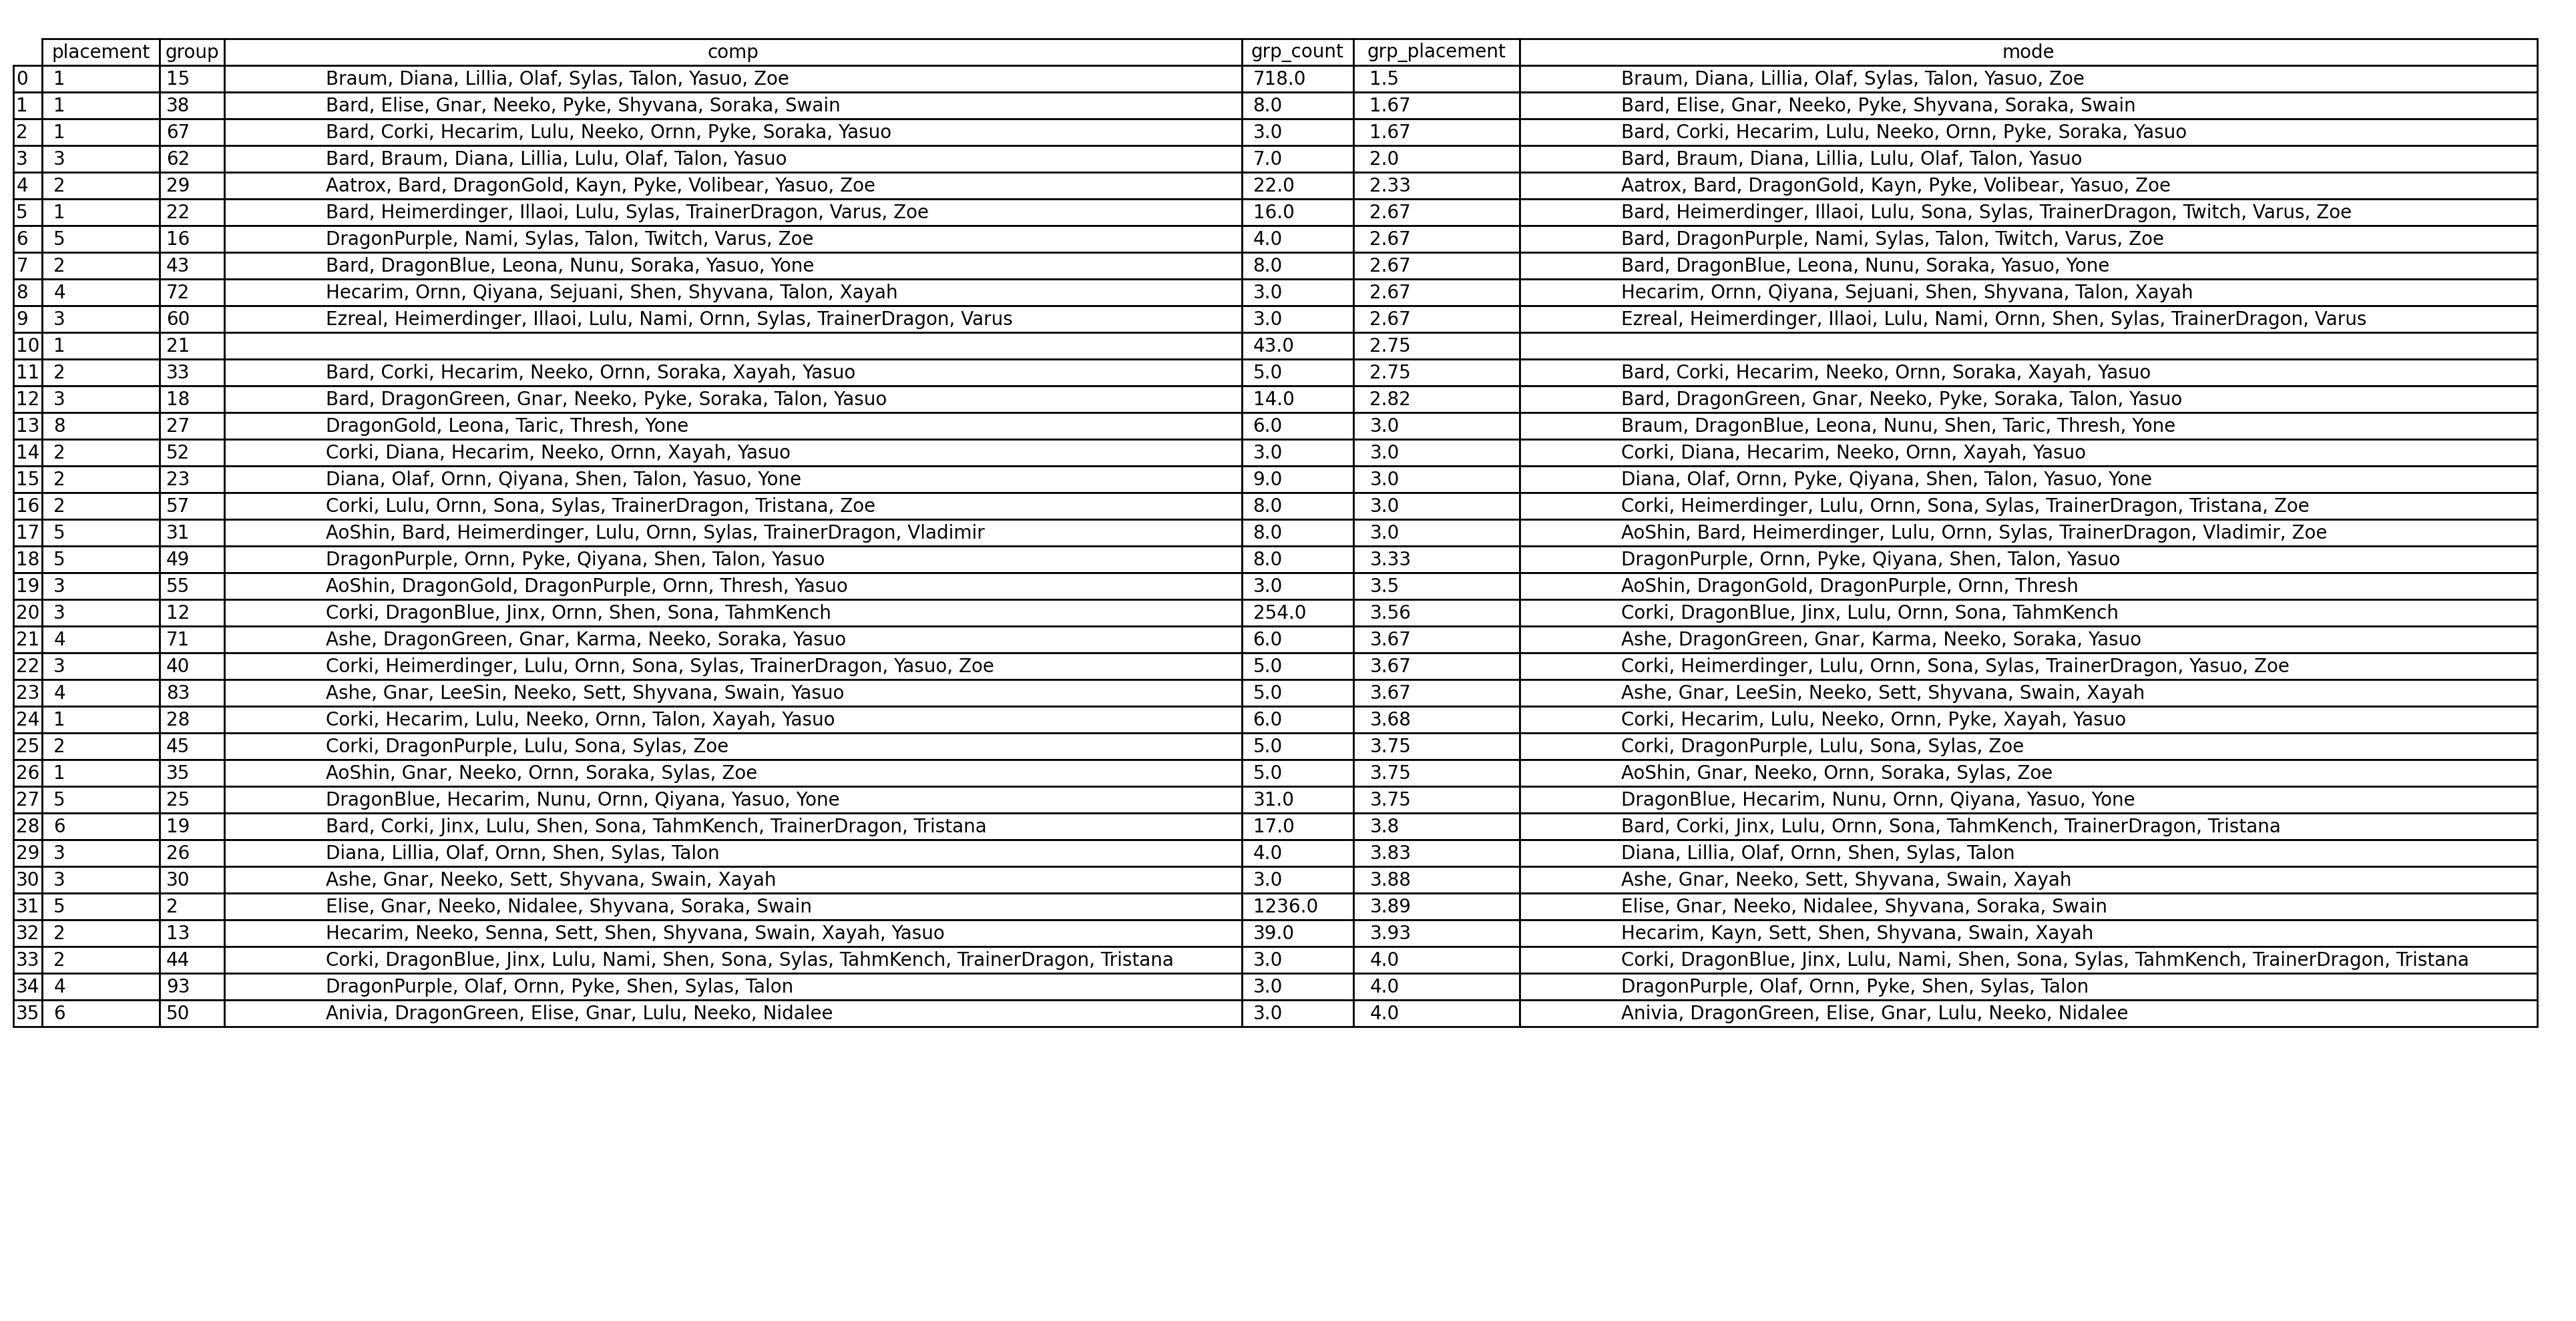 placement group comp grp_count grp_placement mode
0 1 15 Braum, Diana, Lillia, Olaf, Sylas, Talon, Yasuo, Zoe 718.0 1.5 Braum, Diana, Lillia, Olaf, Sylas, Talon, Yasuo, Zoe
1 1 38 Bard, Elise, Gnar, Neeko, Pyke, Shyvana, Soraka, Swain 8.0 1.67 Bard, Elise, Gnar, Neeko, Pyke, Shyvana, Soraka, Swain
2 1 67 Bard, Corki, Hecarim, Lulu, Neeko, Ornn, Pyke, Soraka, Yasuo 3.0 1.67 Bard, Corki, Hecarim, Lulu, Neeko, Ornn, Pyke, Soraka, Yasuo
3 3 62 Bard, Braum, Diana, Lillia, Lulu, Olaf, Talon, Yasuo 7.0 2.0 Bard, Braum, Diana, Lillia, Lulu, Olaf, Talon, Yasuo
4 2 29 Aatrox, Bard, DragonGold, Kayn, Pyke, Volibear, Yasuo, Zoe 22.0 2.33 Aatrox, Bard, DragonGold, Kayn, Pyke, Volibear, Yasuo, Zoe
5 1 22 Bard, Heimerdinger, Illaoi, Lulu, Sylas, TrainerDragon, Varus, Zoe 16.0 2.67 Bard, Heimerdinger, Illaoi, Lulu, Sona, Sylas, TrainerDragon, Twitch, Varus, Zoe
6 5 16 DragonPurple, Nami, Sylas, Talon, Twitch, Varus, Zoe 4.0 2.67 Bard, DragonPurple, Nami, Sylas, Talon, Twitch, Varus, Zoe
7 2 43 Bard, DragonBlue, Leona, Nunu, Soraka, Yasuo, Yone 8.0 2.67 Bard, DragonBlue, Leona, Nunu, Soraka, Yasuo, Yone
8 4 72 Hecarim, Ornn, Qiyana, Sejuani, Shen, Shyvana, Talon, Xayah 3.0 2.67 Hecarim, Ornn, Qiyana, Sejuani, Shen, Shyvana, Talon, Xayah
9 3 60 Ezreal, Heimerdinger, Illaoi, Lulu, Nami, Ornn, Sylas, TrainerDragon, Varus 3.0 2.67 Ezreal, Heimerdinger, Illaoi, Lulu, Nami, Ornn, Shen, Sylas, TrainerDragon, Varus
10 1 21 43.0 2.75
11 2 33 Bard, Corki, Hecarim, Neeko, Ornn, Soraka, Xayah, Yasuo 5.0 2.75 Bard, Corki, Hecarim, Neeko, Ornn, Soraka, Xayah, Yasuo
12 3 18 Bard, DragonGreen, Gnar, Neeko, Pyke, Soraka, Talon, Yasuo 14.0 2.82 Bard, DragonGreen, Gnar, Neeko, Pyke, Soraka, Talon, Yasuo
13 8 27 DragonGold, Leona, Taric, Thresh, Yone 6.0 3.0 Braum, DragonBlue, Leona, Nunu, Shen, Taric, Thresh, Yone
14 2 52 Corki, Diana, Hecarim, Neeko, Ornn, Xayah, Yasuo 3.0 3.0 Corki, Diana, Hecarim, Neeko, Ornn, Xayah, Yasuo
15 2 23 Diana, Olaf, Ornn, Qiyana, Shen, Talon, Yasuo, Yone 9.0 3.0 Diana, Olaf, Ornn, Pyke, Qiyana, Shen, Talon, Yasuo, Yone
16 2 57 Corki, Lulu, Ornn, Sona, Sylas, TrainerDragon, Tristana, Zoe 8.0 3.0 Corki, Heimerdinger, Lulu, Ornn, Sona, Sylas, TrainerDragon, Tristana, Zoe
17 5 31 AoShin, Bard, Heimerdinger, Lulu, Ornn, Sylas, TrainerDragon, Vladimir 8.0 3.0 AoShin, Bard, Heimerdinger, Lulu, Ornn, Sylas, TrainerDragon, Vladimir, Zoe
18 5 49 DragonPurple, Ornn, Pyke, Qiyana, Shen, Talon, Yasuo 8.0 3.33 DragonPurple, Ornn, Pyke, Qiyana, Shen, Talon, Yasuo
19 3 55 AoShin, DragonGold, DragonPurple, Ornn, Thresh, Yasuo 3.0 3.5 AoShin, DragonGold, DragonPurple, Ornn, Thresh
20 3 12 Corki, DragonBlue, Jinx, Ornn, Shen, Sona, TahmKench 254.0 3.56 Corki, DragonBlue, Jinx, Lulu, Ornn, Sona, TahmKench
21 4 71 Ashe, DragonGreen, Gnar, Karma, Neeko, Soraka, Yasuo 6.0 3.67 Ashe, DragonGreen, Gnar, Karma, Neeko, Soraka, Yasuo
22 3 40 Corki, Heimerdinger, Lulu, Ornn, Sona, Sylas, TrainerDragon, Yasuo, Zoe 5.0 3.67 Corki, Heimerdinger, Lulu, Ornn, Sona, Sylas, TrainerDragon, Yasuo, Zoe
23 4 83 Ashe, Gnar, LeeSin, Neeko, Sett, Shyvana, Swain, Yasuo 5.0 3.67 Ashe, Gnar, LeeSin, Neeko, Sett, Shyvana, Swain, Xayah
24 1 28 Corki, Hecarim, Lulu, Neeko, Ornn, Talon, Xayah, Yasuo 6.0 3.68 Corki, Hecarim, Lulu, Neeko, Ornn, Pyke, Xayah, Yasuo
25 2 45 Corki, DragonPurple, Lulu, Sona, Sylas, Zoe 5.0 3.75 Corki, DragonPurple, Lulu, Sona, Sylas, Zoe
26 1 35 AoShin, Gnar, Neeko, Ornn, Soraka, Sylas, Zoe 5.0 3.75 AoShin, Gnar, Neeko, Ornn, Soraka, Sylas, Zoe
27 5 25 DragonBlue, Hecarim, Nunu, Ornn, Qiyana, Yasuo, Yone 31.0 3.75 DragonBlue, Hecarim, Nunu, Ornn, Qiyana, Yasuo, Yone
28 6 19 Bard, Corki, Jinx, Lulu, Shen, Sona, TahmKench, TrainerDragon, Tristana 17.0 3.8 Bard, Corki, Jinx, Lulu, Ornn, Sona, TahmKench, TrainerDragon, Tristana
29 3 26 Diana, Lillia, Olaf, Ornn, Shen, Sylas, Talon 4.0 3.83 Diana, Lillia, Olaf, Ornn, Shen, Sylas, Talon
30 3 30 Ashe, Gnar, Neeko, Sett, Shyvana, Swain, Xayah 3.0 3.88 Ashe, Gnar, Neeko, Sett, Shyvana, Swain, Xayah
31 5 2 Elise, Gnar, Neeko, Nidalee, Shyvana, Soraka, Swain 1236.0 3.89 Elise, Gnar, Neeko, Nidalee, Shyvana, Soraka, Swain
32 2 13 Hecarim, Neeko, Senna, Sett, Shen, Shyvana, Swain, Xayah, Yasuo 39.0 3.93 Hecarim, Kayn, Sett, Shen, Shyvana, Swain, Xayah
33 2 44 Corki, DragonBlue, Jinx, Lulu, Nami, Shen, Sona, Sylas, TahmKench, TrainerDragon, Tristana 3.0 4.0 Corki, DragonBlue, Jinx, Lulu, Nami, Shen, Sona, Sylas, TahmKench, TrainerDragon, Tristana
34 4 93 DragonPurple, Olaf, Ornn, Pyke, Shen, Sylas, Talon 3.0 4.0 DragonPurple, Olaf, Ornn, Pyke, Shen, Sylas, Talon
35 6 50 Anivia, DragonGreen, Elise, Gnar, Lulu, Neeko, Nidalee 3.0 4.0 Anivia, DragonGreen, Elise, Gnar, Lulu, Neeko, Nidalee